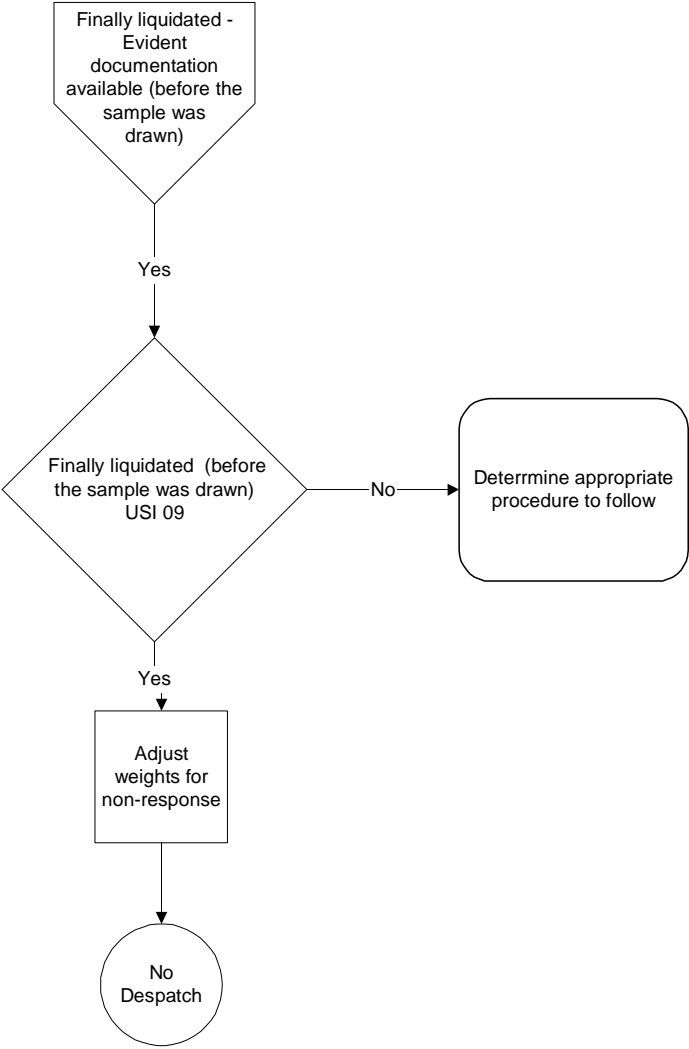 Finally liquidated -
Evident
documentation
available (before the
sample was
drawn)
Yes
Finally liquidated (before
the sample was drawn)
USI 09
No
Deterrmine appropriate
procedure to follow
Yes
Adjust
weights for
non-response
No
Despatch